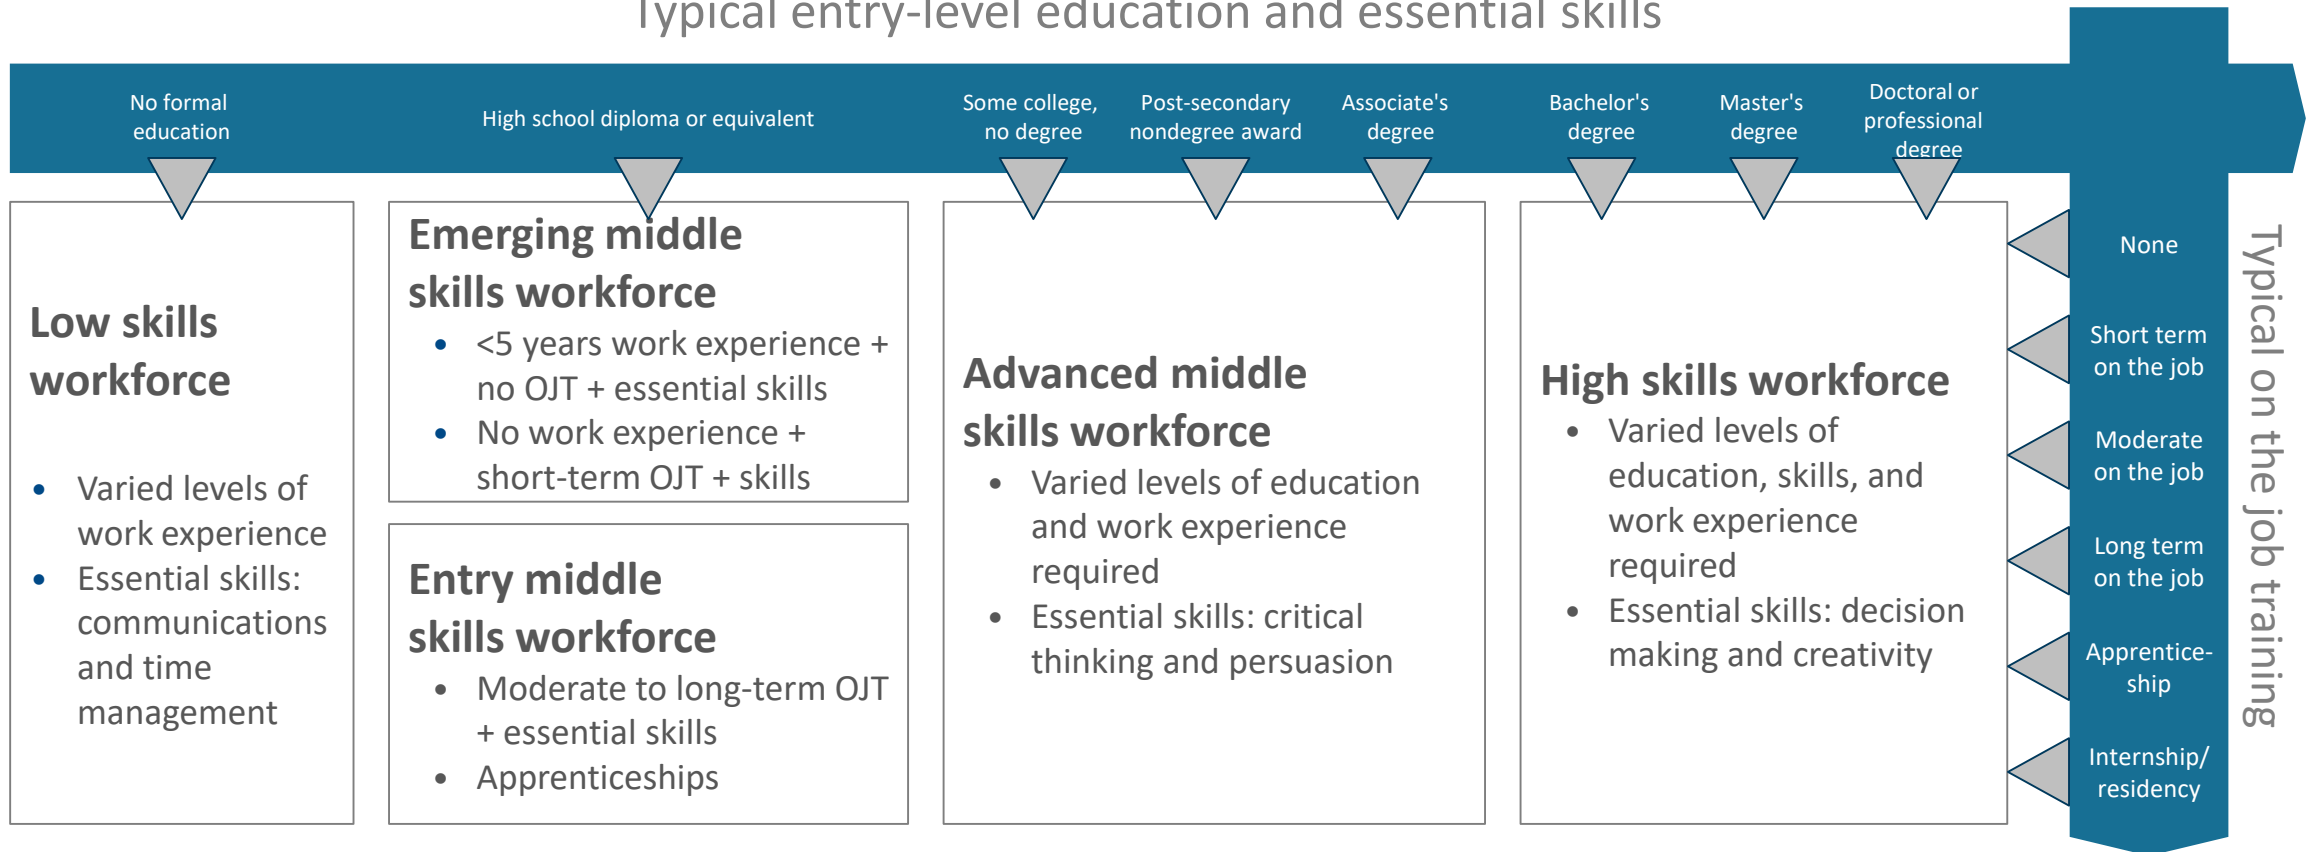 Typical entry-level education and essential skills
No formal
education
High school diploma or equivalent
Some college,
no degree
Post-secondary
nondegree award
Associate's
degree
Bachelor's
degree
Master's
degree
Doctoral or
professional
degree
Low skills
workforce
• Varied levels of
work experience
• Essential skills:
communications
and time
management
Emerging middle
skills workforce
• <5 years work experience +
no OJT + essential skills
• No work experience +
short-term OJT + skills
Entry middle
skills workforce
• Moderate to long-term OJT
+ essential skills
• Apprenticeships
Advanced middle
skills workforce
• Varied levels of education
and work experience
required
• Essential skills: critical
thinking and persuasion
High skills workforce
• Varied levels of
education, skills, and
work experience
required
• Essential skills: decision
making and creativity
None
Short term
on the job
Moderate
on the job
Long term
on the job
Apprentice-
ship
Internship/
residency
Typical on the job training